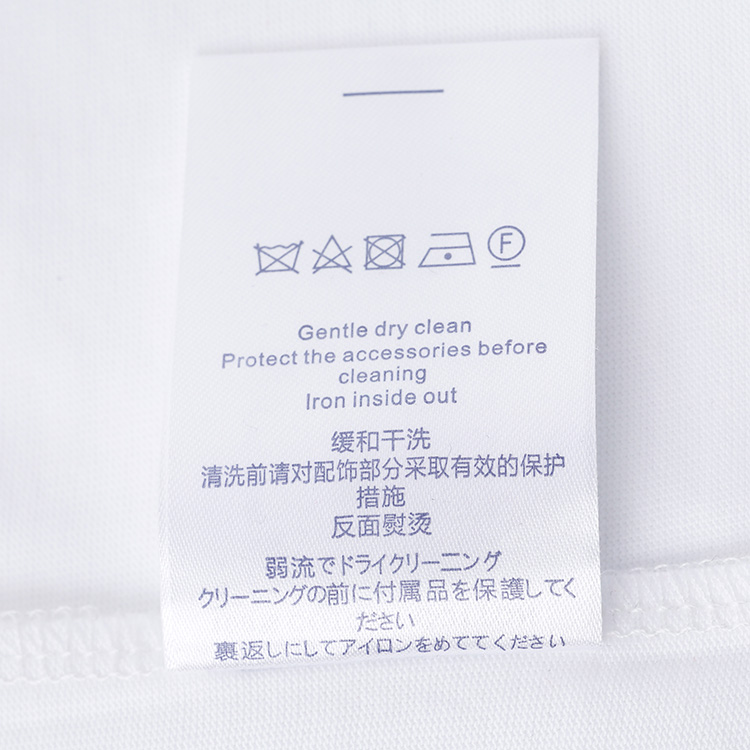 F
Gentle dry clean
Protect the accessories before
cleaning
Iron inside out
缓和干洗
清洗前请对配饰部分采取有效的保护
措施
反面熨烫
弱流でドライクリーニング
クリーニングの前に付属品を保護してく
ださい
裏返しにしてアイロンをめててください